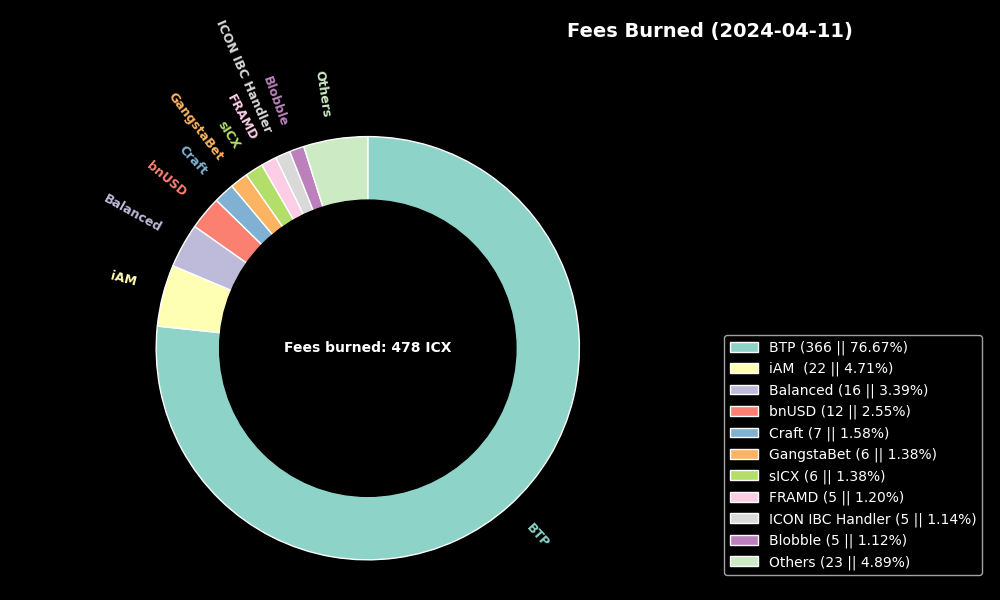 Fees Burned (2024-04-11)
ICON IBC Handler
Blobble
Others
FRAMD
GangstaBet
sICX
Craft
bnUSD
Balanced
iAM
Fees burned: 478 ICX
BTP
BTP (366 || 76.67%)
iAM  (22 || 4.71%)
Balanced (16 || 3.39%)
bnUSD (12 || 2.55%)
Craft (7 || 1.58%)
GangstaBet (6 || 1.38%)
sICX (6 || 1.38%)
FRAMD (5 || 1.20%)
ICON IBC Handler (5 || 1.14%)
Blobble (5 || 1.12%)
Others (23 || 4.89%)